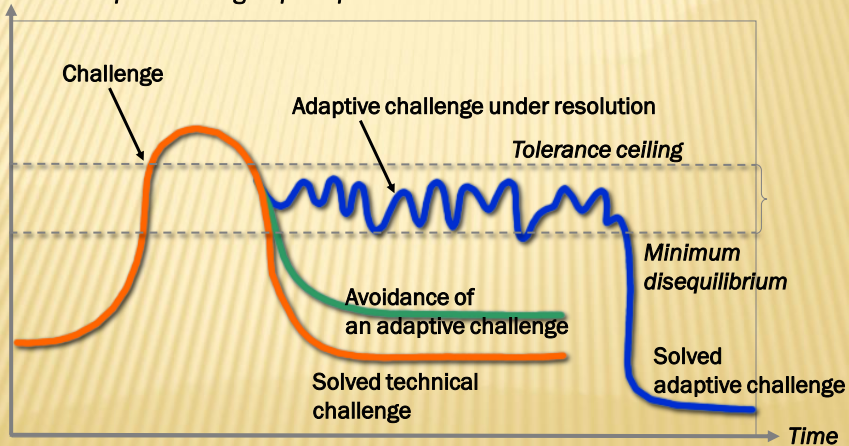 Challenge
Adaptive challenge under resolution
Tolerance ceiling
Minimum
disequilibrium
Avoidance of
an adaptive challenge
Solved
adaptive challenge
Solved technical
challenge
Time